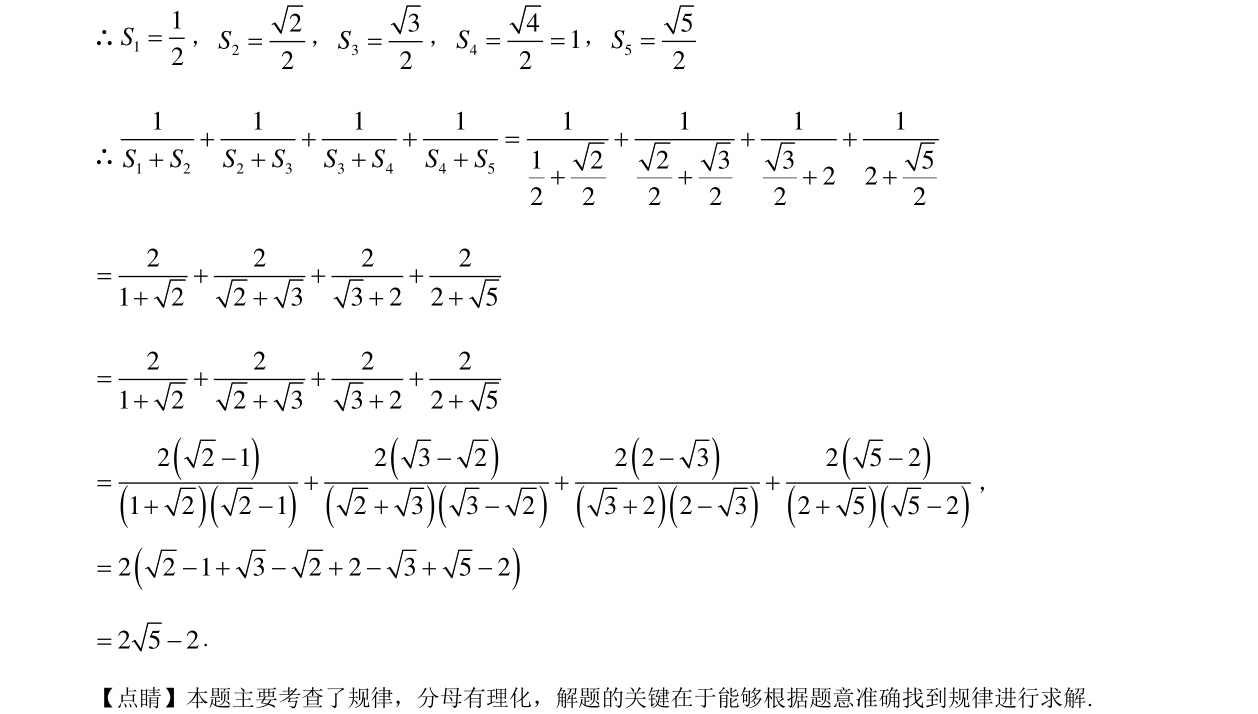 ∴ S₁ = 1/2，S₂ = √2/2，S₃ = √3/2，S₄ = √4/2 = 1，S₅ = √5/2
∴ 1/(S₁+S₂) + 1/(S₂+S₃) + 1/(S₃+S₄) + 1/(S₄+S₅) = 1/(1/2+√2/2) + 1/(√2/2+√3/2) + 1/(√3/2+2) + 1/(2+√5/2)
= 2/(1+√2) + 2/(√2+√3) + 2/(√3+2) + 2/(2+√5)
= 2/(1+√2) + 2/(√2+√3) + 2/(√3+2) + 2/(2+√5)
= 2(√2−1)/((1+√2)(√2−1)) + 2(√3−√2)/((√2+√3)(√3−√2)) + 2(2−√3)/((√3+2)(2−√3)) + 2(√5−2)/((2+√5)(√5−2))，
= 2(√2−1+√3−√2+2−√3+√5−2)
= 2√5−2.
【点睛】本题主要考查了规律，分母有理化，解题的关键在于能够根据题意准确找到规律进行求解.